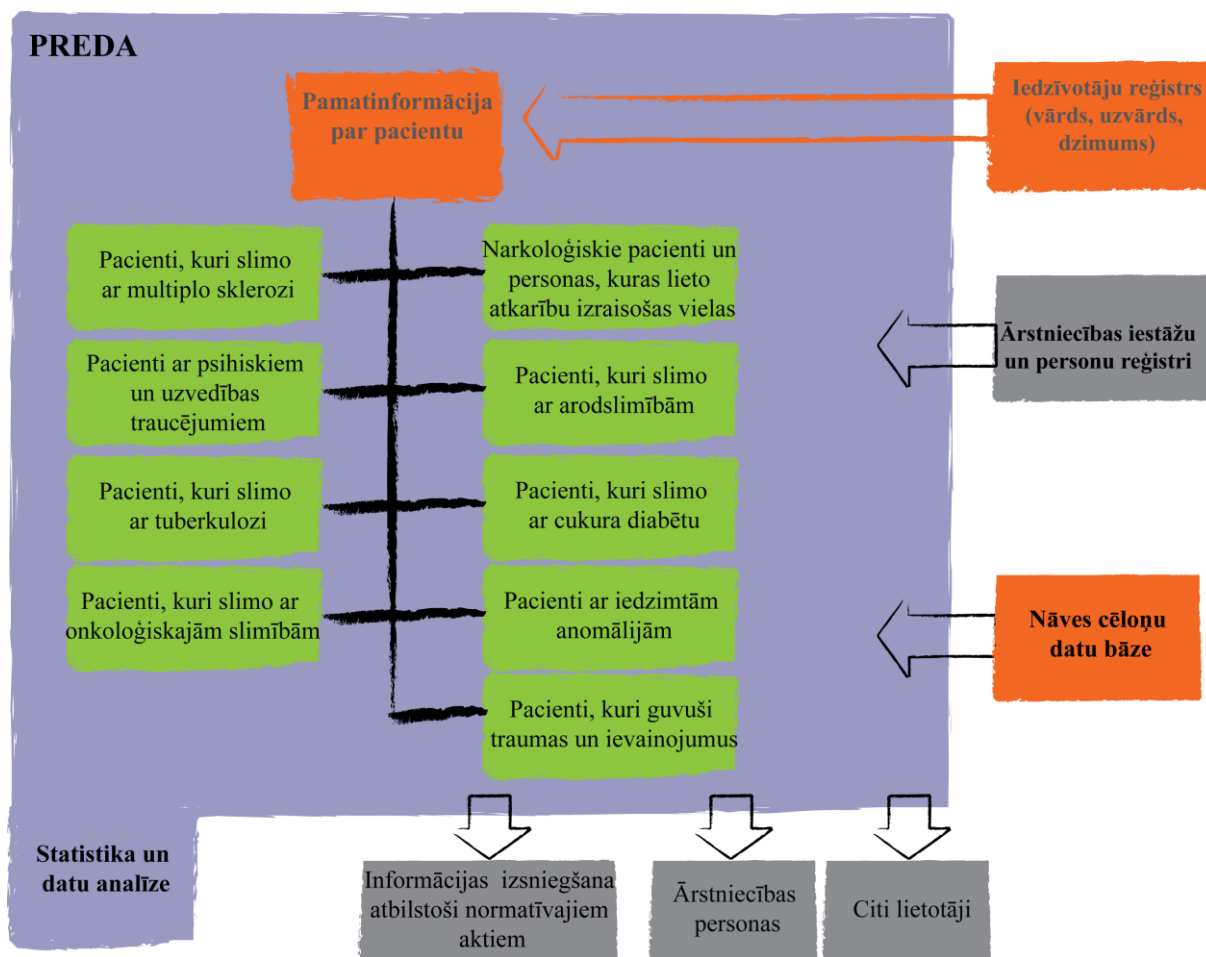 PREDA
Pamatinformācija
par pacientu
Iedzīvotāju reģistrs
(vārds, uzvārds,
dzimums)
Pacienti, kuri slimo
ar multiplo sklerozi
Narkoloģiskie pacienti un
personas, kuras lieto
atkarību izraisošas vielas
Ārstniecības iestāžu
un personu reģistri
Pacienti ar psihiskiem
un uzvedības
traucējumiem
Pacienti, kuri slimo
ar arodslimībām
Pacienti, kuri slimo
ar tuberkulozi
Pacienti, kuri slimo
ar cukura diabētu
Pacienti, kuri slimo ar
onkoloģiskajām slimībām
Pacienti ar iedzimtām
anomālijām
Nāves cēloņu
datu bāze
Pacienti, kuri guvuši
traumas un ievainojumus
Statistika un
datu analīze
Informācijas izsniegšana
atbilstoši normatīvajiem
aktiem
Ārstniecības
personas
Citi lietotāji